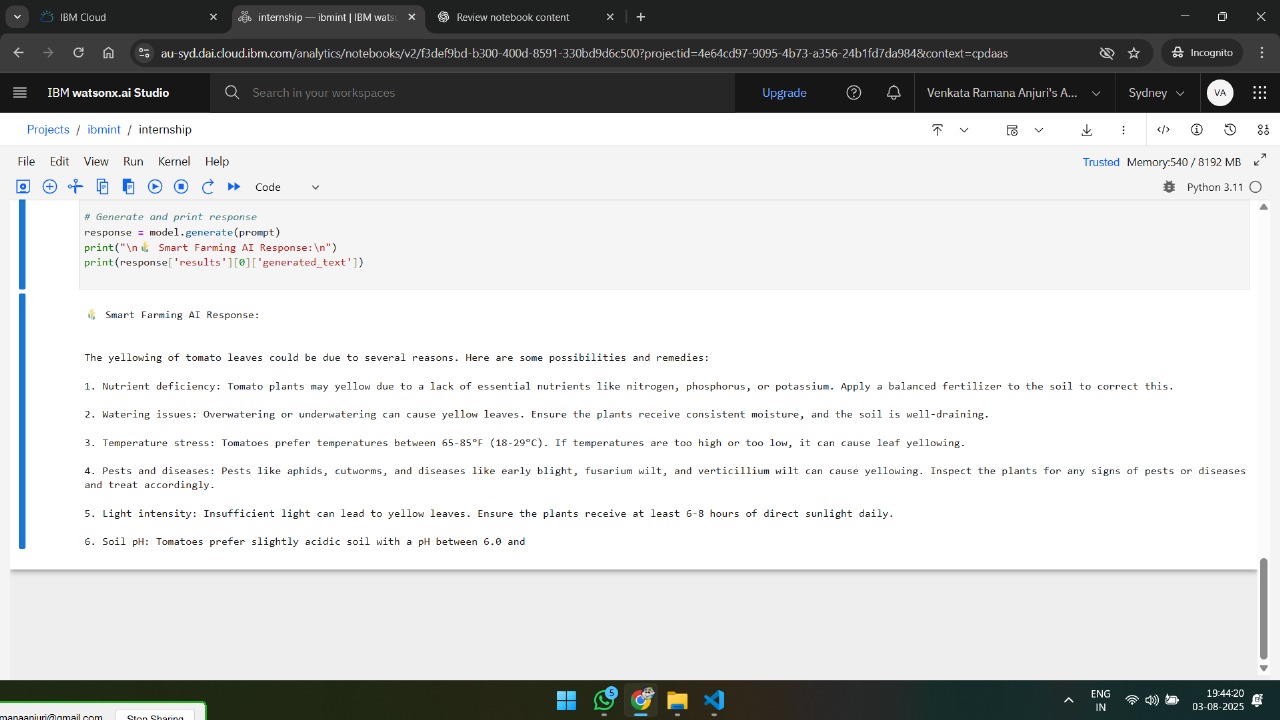 IBM Cloud
internship — ibmint | IBM wats
Review notebook content
au-syd.dai.cloud.ibm.com/analytics/notebooks/v2/f3def9bd-b300-400d-8591-330bd9d6c500?projectid=4e64cd97-9095-4b73-a356-24b1fd7da984&context=cpdaas
Incognito
IBM watsonx.ai Studio
Search in your workspaces
Upgrade
Venkata Ramana Anjuri's A...
Sydney
VA
Projects / ibmint / internship
File Edit View Run Kernel Help
Trusted Memory:540 / 8192 MB
Code
Python 3.11
# Generate and print response
response = model.generate(prompt)
print("\n🌾 Smart Farming AI Response:\n")
print(response['results'][0]['generated_text'])
🌾 Smart Farming AI Response:
The yellowing of tomato leaves could be due to several reasons. Here are some possibilities and remedies:
1. Nutrient deficiency: Tomato plants may yellow due to a lack of essential nutrients like nitrogen, phosphorus, or potassium. Apply a balanced fertilizer to the soil to correct this.
2. Watering issues: Overwatering or underwatering can cause yellow leaves. Ensure the plants receive consistent moisture, and the soil is well-draining.
3. Temperature stress: Tomatoes prefer temperatures between 65-85°F (18-29°C). If temperatures are too high or too low, it can cause leaf yellowing.
4. Pests and diseases: Pests like aphids, cutworms, and diseases like early blight, fusarium wilt, and verticillium wilt can cause yellowing. Inspect the plants for any signs of pests or diseases
and treat accordingly.
5. Light intensity: Insufficient light can lead to yellow leaves. Ensure the plants receive at least 6-8 hours of direct sunlight daily.
6. Soil pH: Tomatoes prefer slightly acidic soil with a pH between 6.0 and
manaanjuri@gmail.com
Stop Sharing
5
ENG
IN
19:44:20
03-08-2025